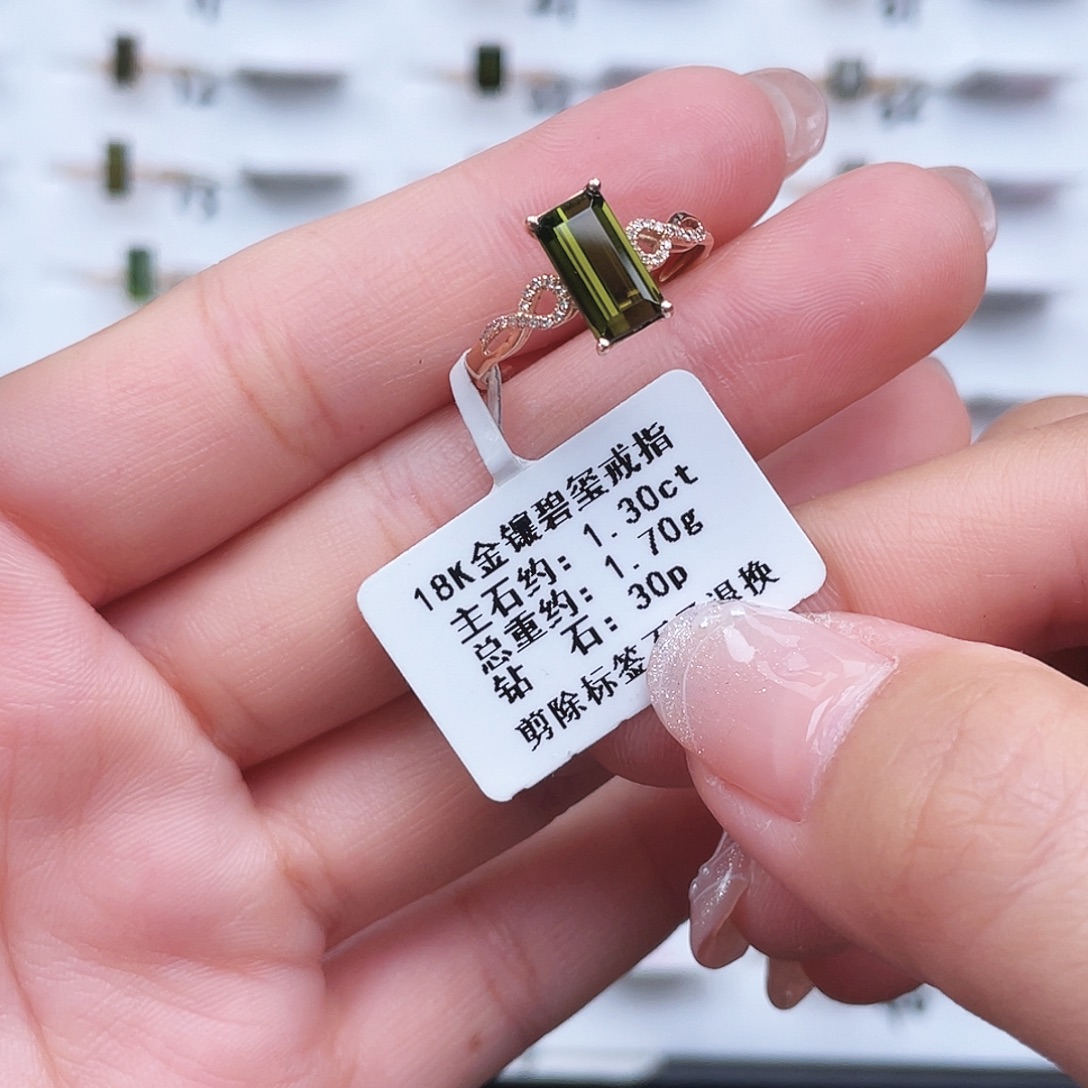 18K金镶碧玺戒指
主石约: 1.30ct
总重约: 1.70g
钻 石: 30p
剪除标签 退换